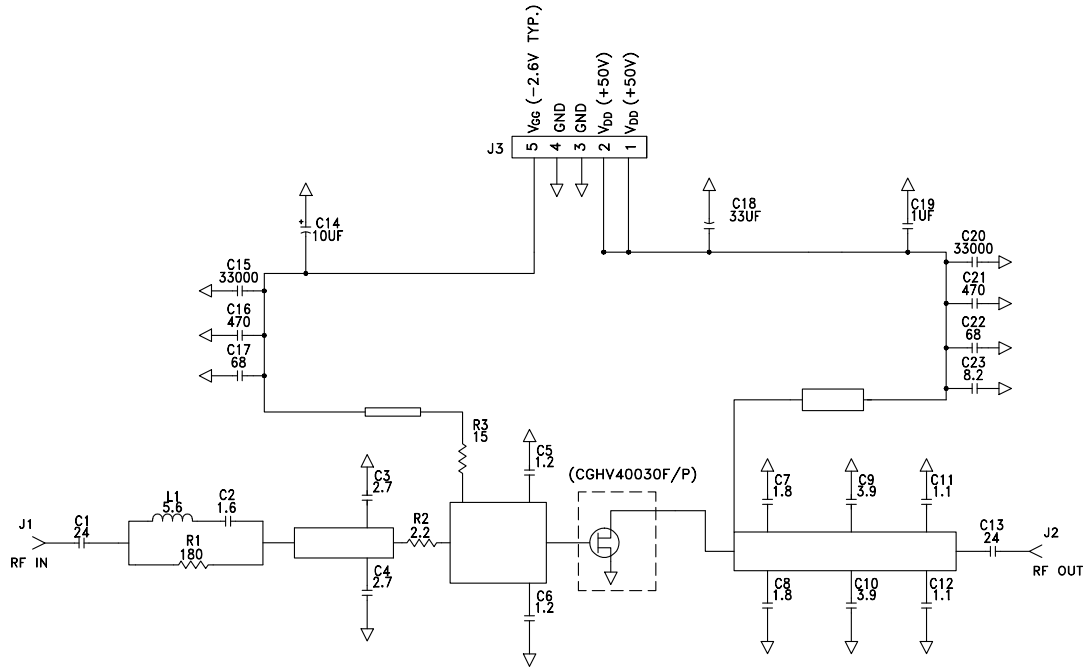 VGG (-2.6V TYP.)
GND
GND
VDD (+50V)
VDD (+50V)
J3
5
4
3
2
1
C14
10UF
C18
33UF
C19
1UF
C15
33000
C16
470
C17
68
C20
33000
C21
470
C22
68
C23
8.2
R3
15
C5
1.2
(CGHV40030F/P)
C3
2.7
C7
1.8
C9
3.9
C11
1.1
L1
5.6
C2
1.6
J1
C1
24
R1
180
RF IN
R2
2.2
C13
24
J2
RF OUT
C4
2.7
C6
1.2
C8
1.8
C10
3.9
C12
1.1